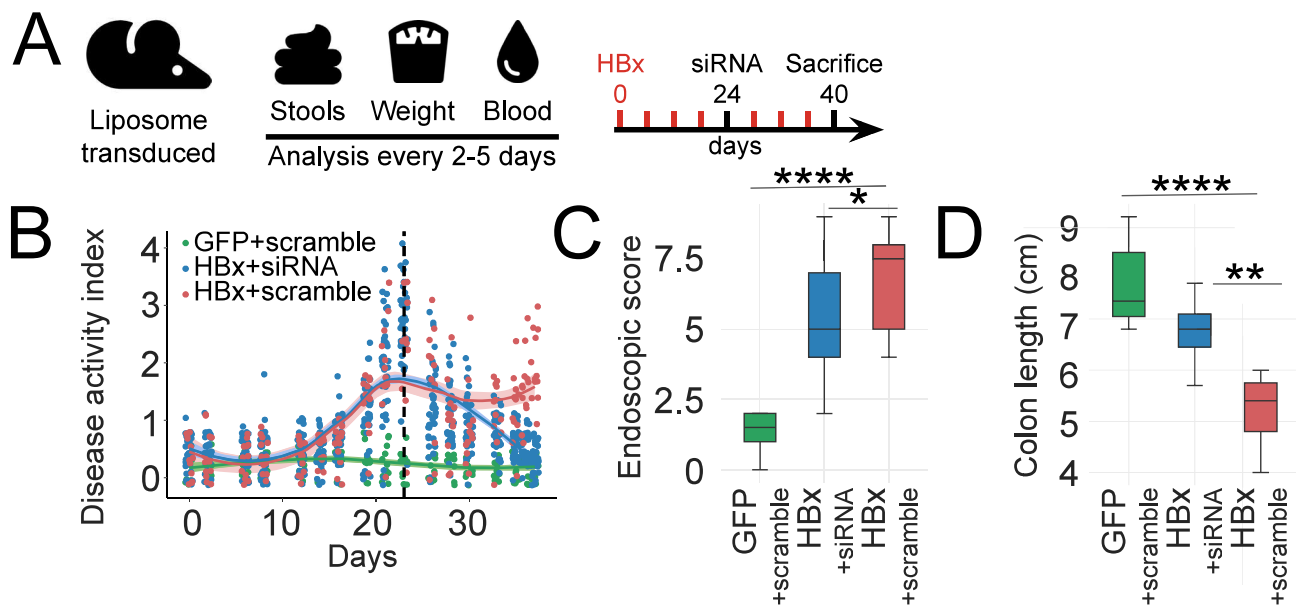 A
Liposome
transduced
Stools Weight Blood
Analysis every 2-5 days
HBx siRNA Sacrifice
0 24 40
days
B
Disease activity index
4
3
2
1
0
GFP+scramble
HBx+siRNA
HBx+scramble
0 10 20 30
Days
C
****
*
Endoscopic score
7.5
5
2.5
0
GFP
+scramble
HBx
+siRNA
HBx
+scramble
D
****
**
Colon length (cm)
9
8
7
6
5
4
GFP
+scramble
HBx
+siRNA
HBx
+scramble